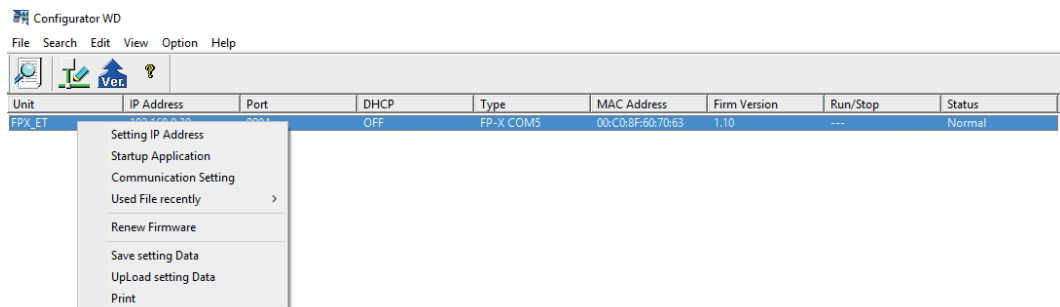 Configurator WD
File Search Edit View Option Help
Ver. ?
Unit IP Address Port DHCP Type MAC Address Firm Version Run/Stop Status
FPX_ET OFF FP-X COM5 00:C0:8F:60:70:63 1.10 --- Normal
Setting IP Address
Startup Application
Communication Setting
Used File recently >
Renew Firmware
Save setting Data
UpLoad setting Data
Print